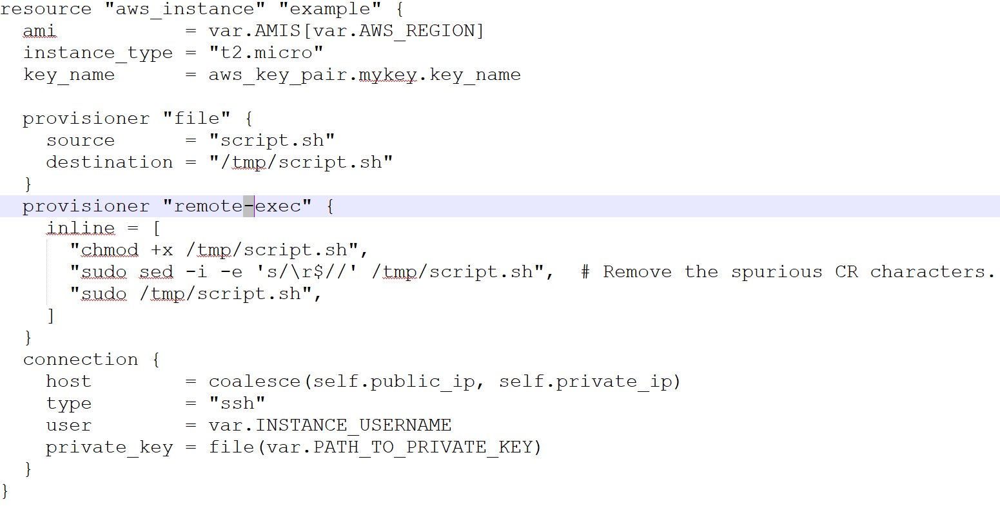 resource "aws_instance" "example" {
  ami           = var.AMIS[var.AWS_REGION]
  instance_type = "t2.micro"
  key_name      = aws_key_pair.mykey.key_name

  provisioner "file" {
    source      = "script.sh"
    destination = "/tmp/script.sh"
  }
  provisioner "remote-exec" {
    inline = [
      "chmod +x /tmp/script.sh",
      "sudo sed -i -e 's/\r$//' /tmp/script.sh",  # Remove the spurious CR characters.
      "sudo /tmp/script.sh",
    ]
  }
  connection {
    host        = coalesce(self.public_ip, self.private_ip)
    type        = "ssh"
    user        = var.INSTANCE_USERNAME
    private_key = file(var.PATH_TO_PRIVATE_KEY)
  }
}